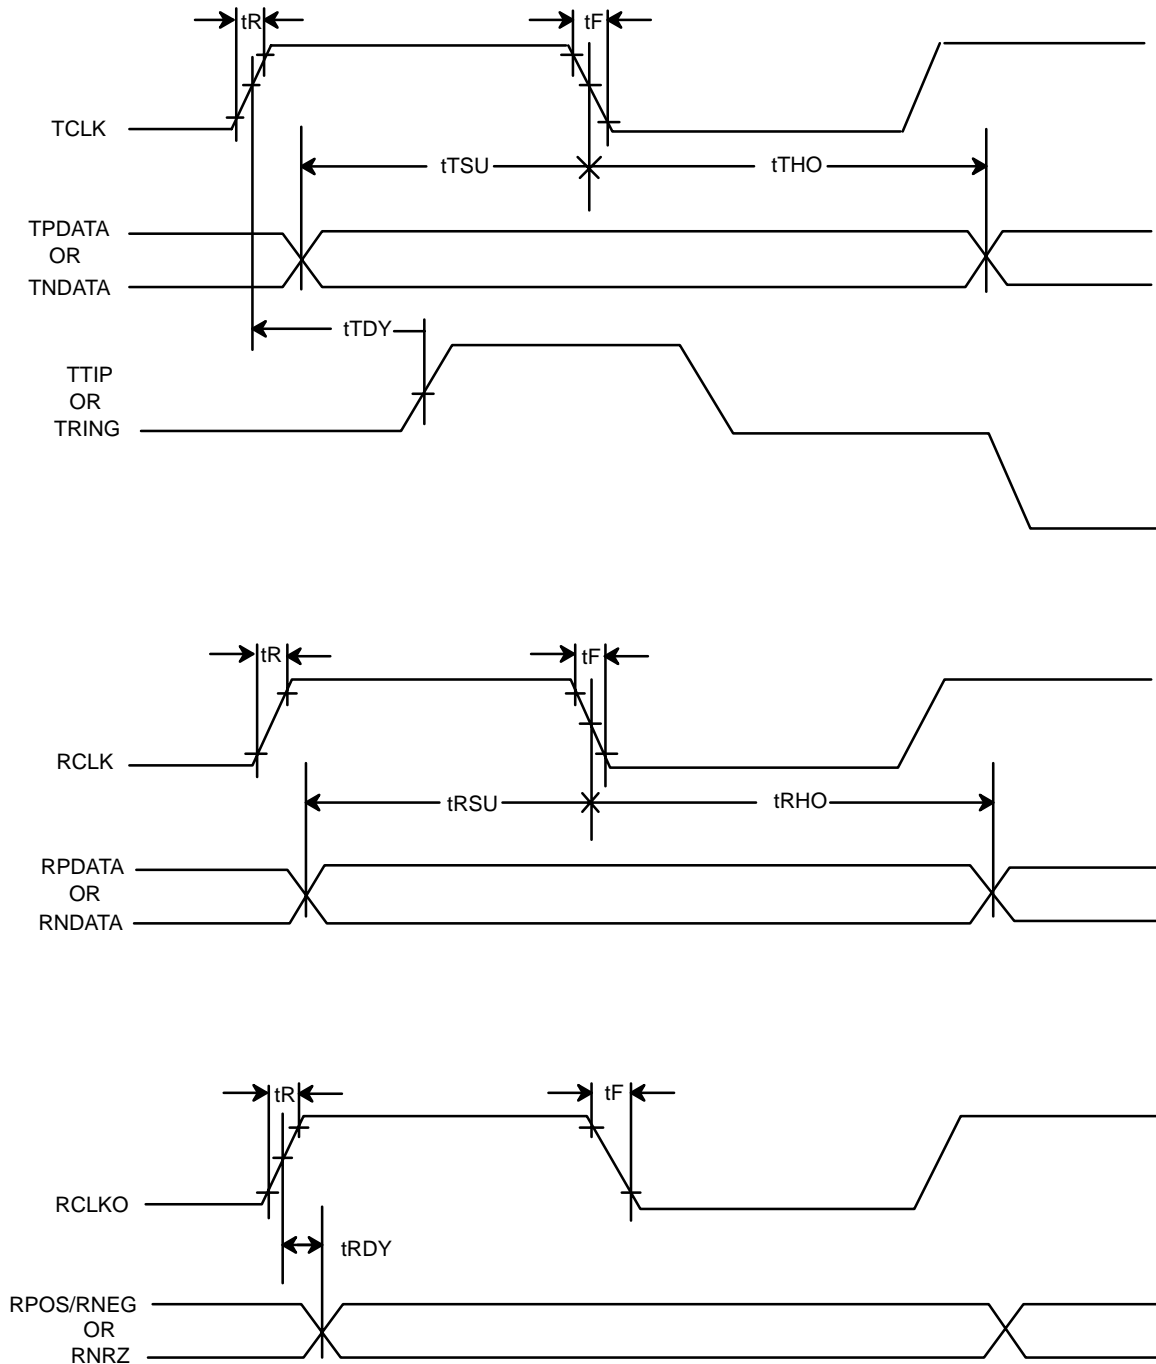 tR
tF
TCLK
tTSU
tTHO
TPDATA
OR
TNDATA
tTDY
TTIP
OR
TRING
tR
tF
RCLK
tRSU
tRHO
RPDATA
OR
RNDATA
tR
tF
RCLKO
tRDY
RPOS/RNEG
OR
RNRZ